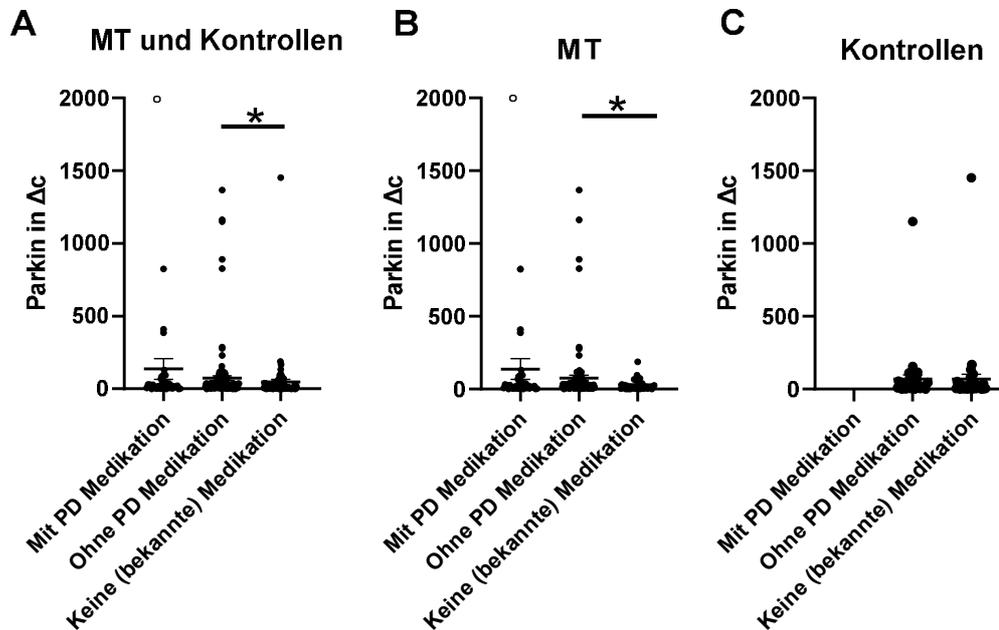 A
MT und Kontrollen
Parkin in Δc
2000
1500
1000
500
0
*
Mit PD Medikation
Ohne PD Medikation
Keine (bekannte) Medikation
B
MT
Parkin in Δc
2000
1500
1000
500
0
*
Mit PD Medikation
Ohne PD Medikation
Keine (bekannte) Medikation
C
Kontrollen
Parkin in Δc
2000
1500
1000
500
0
Mit PD Medikation
Ohne PD Medikation
Keine (bekannte) Medikation